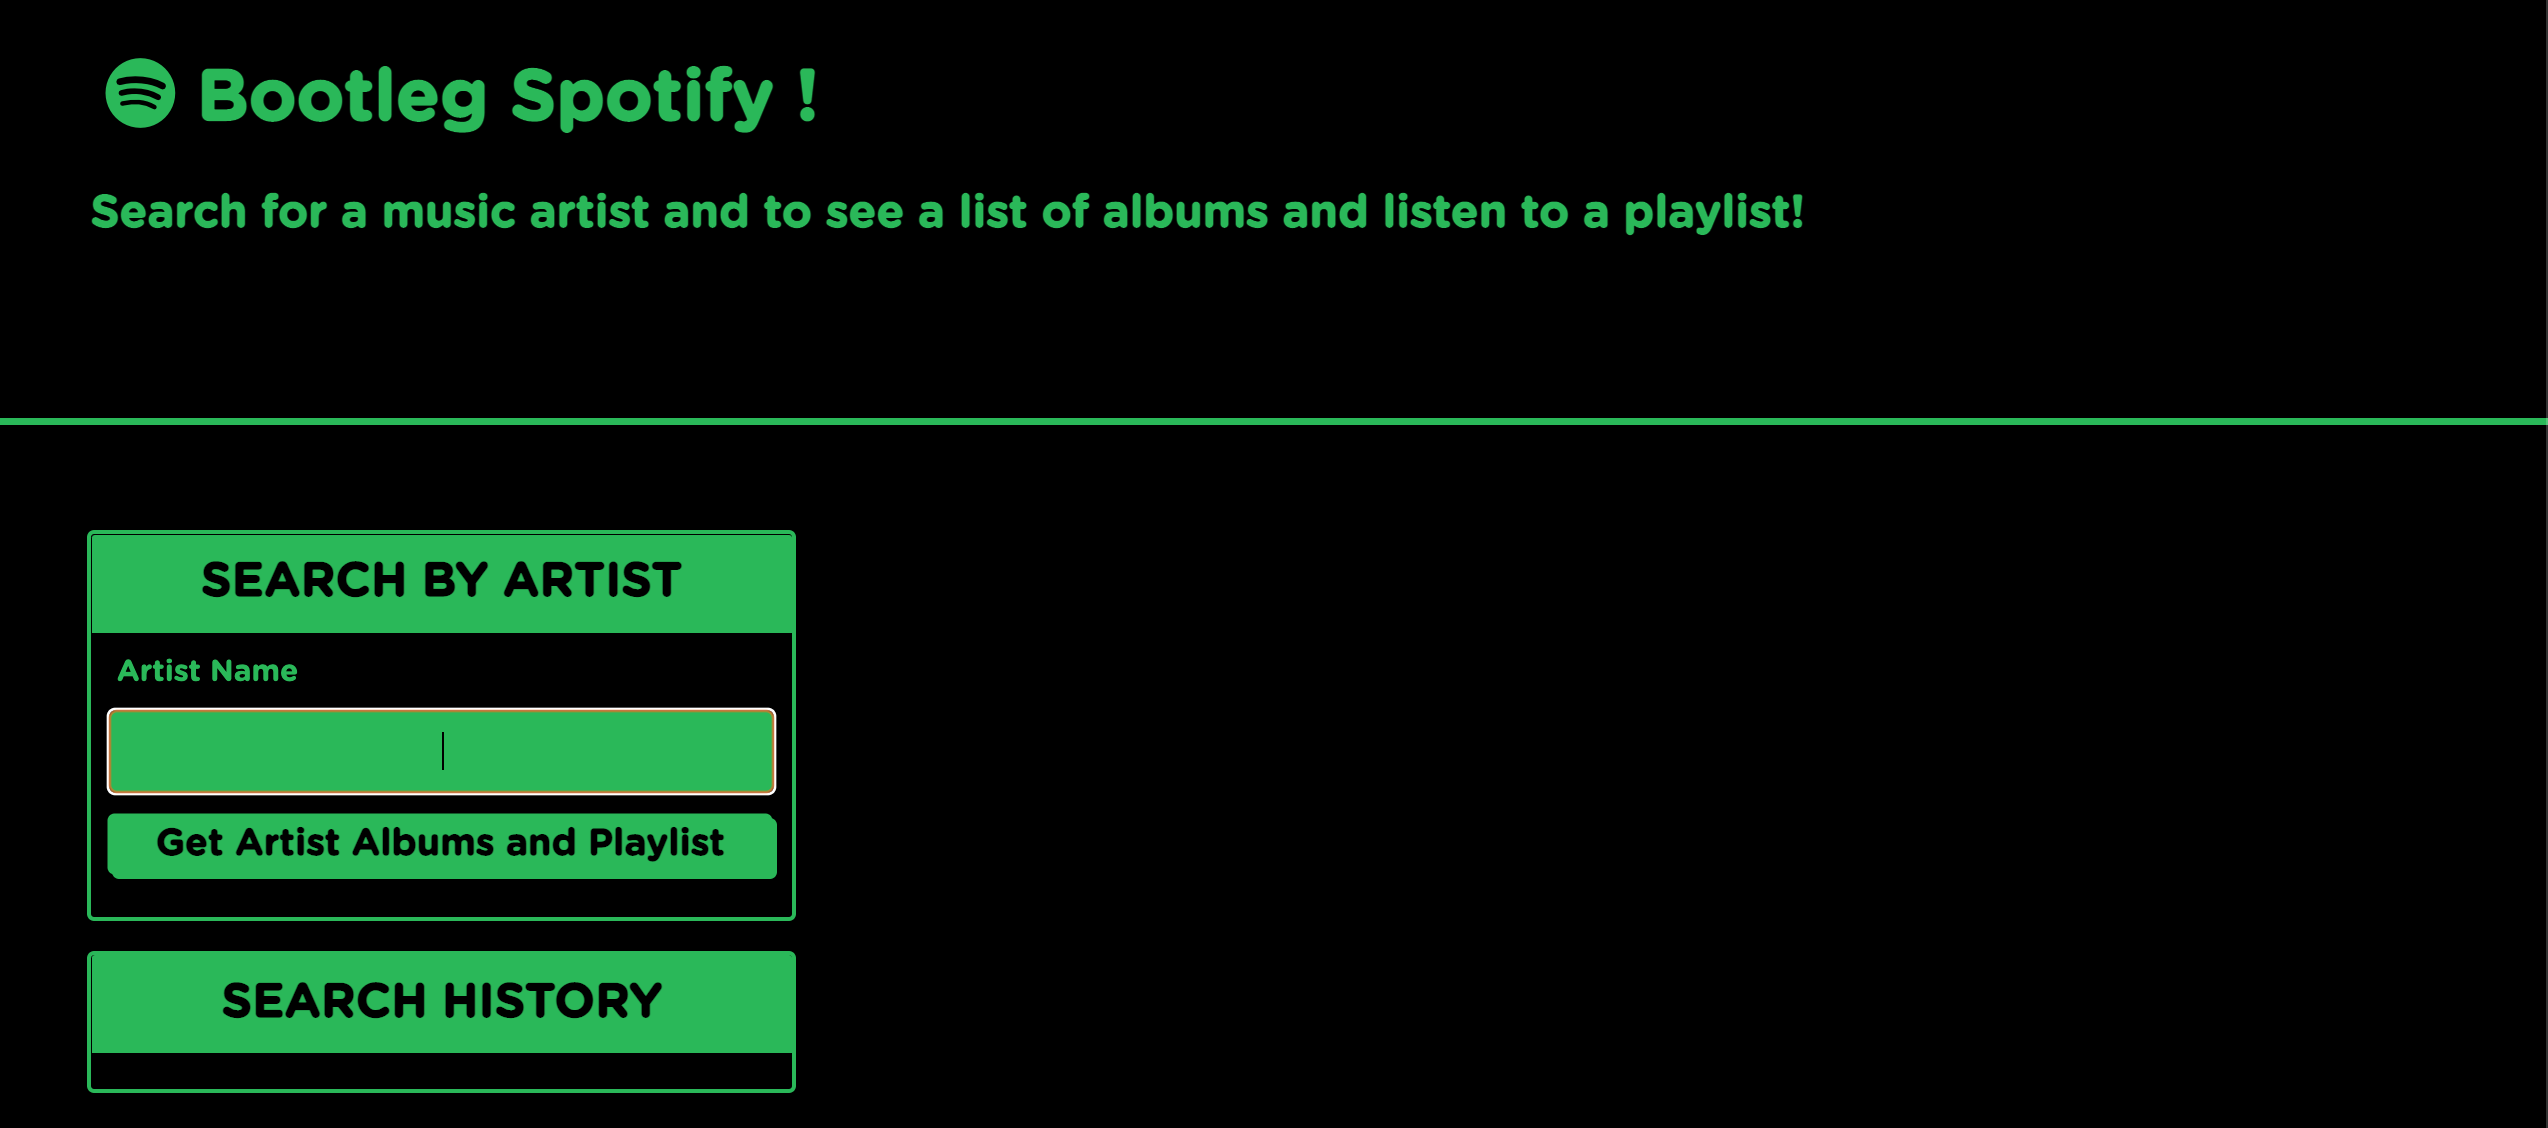 Bootleg Spotify !
Search for a music artist and to see a list of albums and listen to a playlist!
SEARCH BY ARTIST
Artist Name
Get Artist Albums and Playlist
SEARCH HISTORY